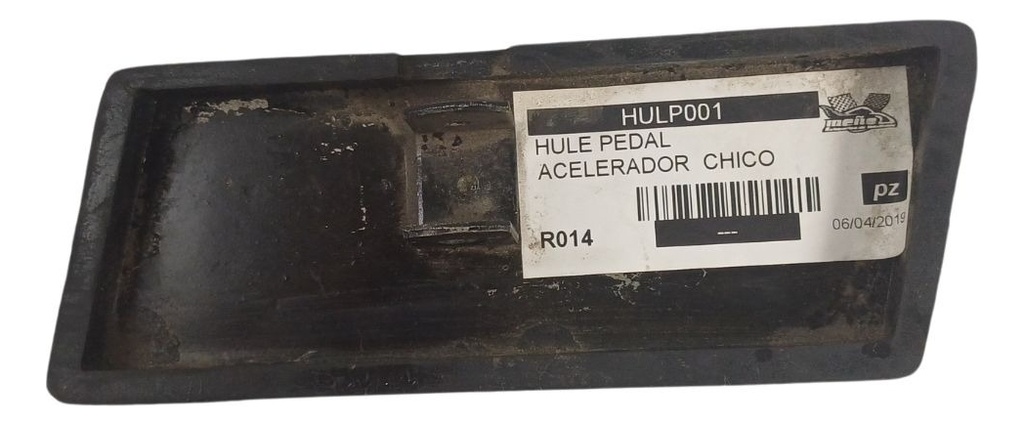 HULP001
HULE PEDAL
ACELERADOR CHICO
pz
06/04/2019
R014